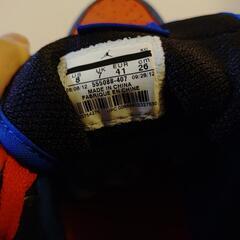 US UK EUR cm
8 7 41 26
08/08/12 555088-407 09/28/12
MADE IN CHINA
FABRIQUÉ EN CHINE